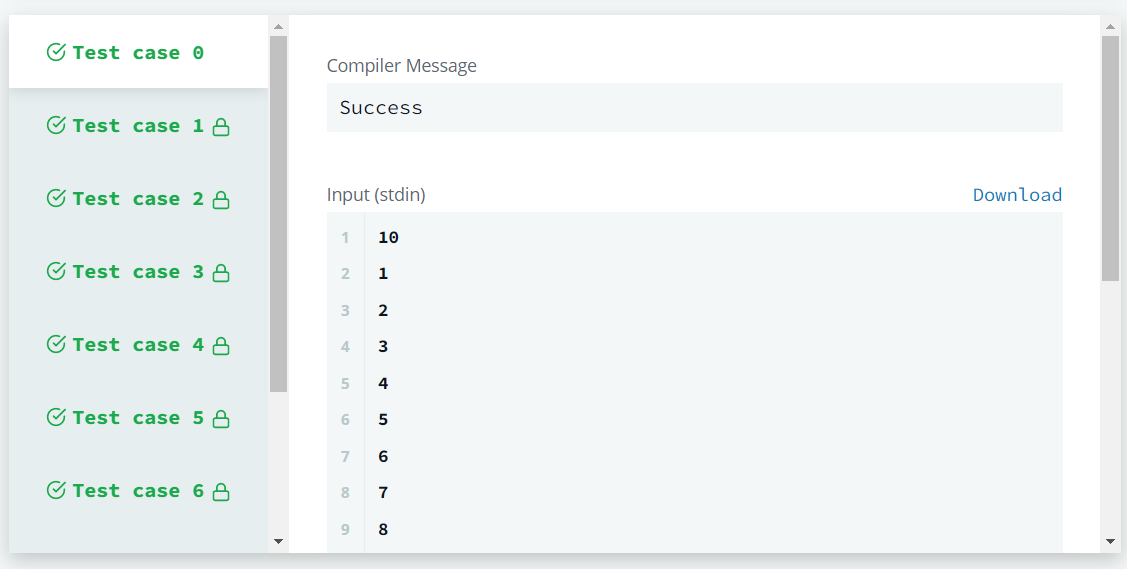 Test case 0
Test case 1
Test case 2
Test case 3
Test case 4
Test case 5
Test case 6
Compiler Message
Success
Input (stdin) Download
1 10
2 1
3 2
4 3
5 4
6 5
7 6
8 7
9 8